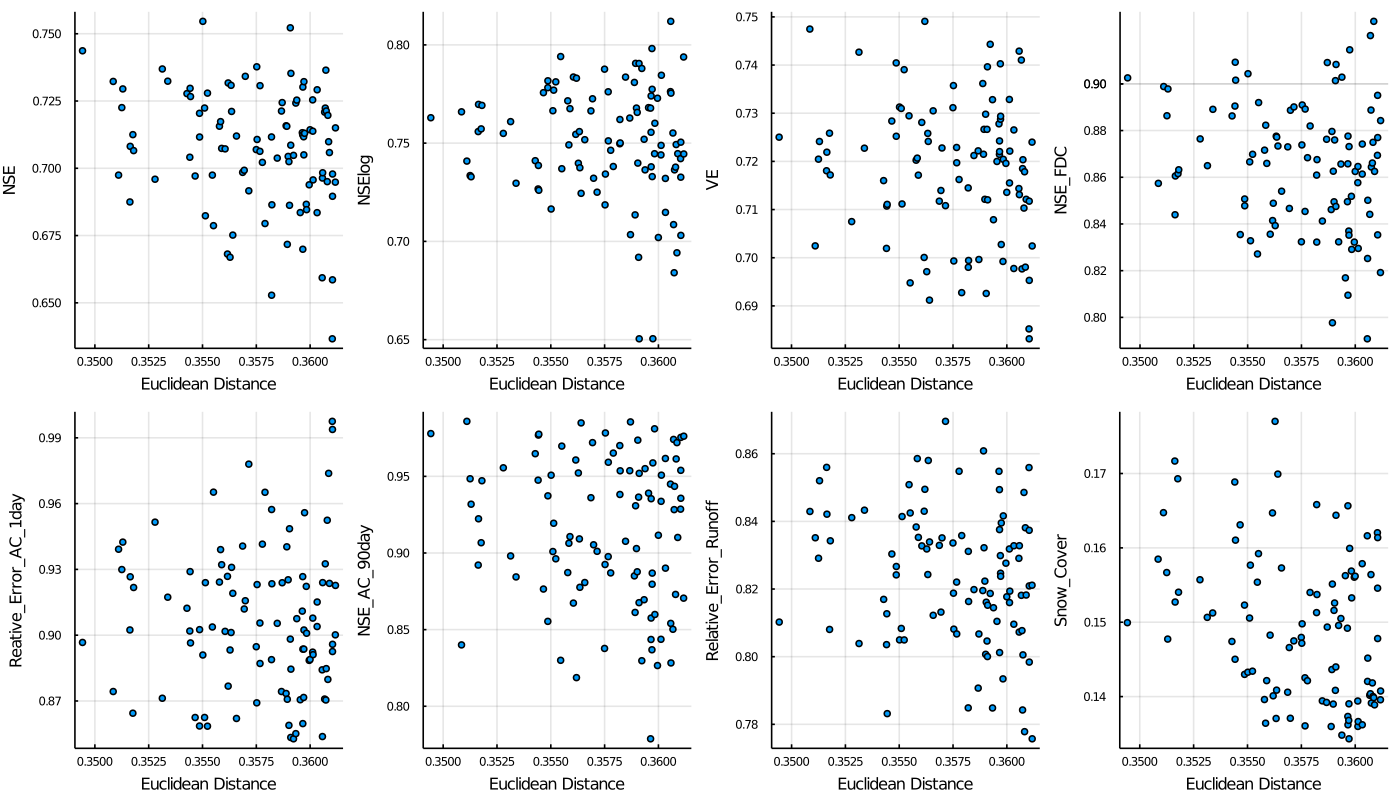 NSE
0.750
0.725
0.700
0.675
0.650
0.3500 0.3525 0.3550 0.3575 0.3600
Euclidean Distance
NSElog
0.80
0.75
0.70
0.65
0.3500 0.3525 0.3550 0.3575 0.3600
Euclidean Distance
VE
0.75
0.74
0.73
0.72
0.71
0.70
0.69
0.3500 0.3525 0.3550 0.3575 0.3600
Euclidean Distance
NSE_FDC
0.90
0.88
0.86
0.84
0.82
0.80
0.3500 0.3525 0.3550 0.3575 0.3600
Euclidean Distance
Reative_Error_AC_1day
0.99
0.96
0.93
0.90
0.87
0.3500 0.3525 0.3550 0.3575 0.3600
Euclidean Distance
NSE_AC_90day
0.95
0.90
0.85
0.80
0.3500 0.3525 0.3550 0.3575 0.3600
Euclidean Distance
Relative_Error_Runoff
0.86
0.84
0.82
0.80
0.78
0.3500 0.3525 0.3550 0.3575 0.3600
Euclidean Distance
Snow_Cover
0.17
0.16
0.15
0.14
0.3500 0.3525 0.3550 0.3575 0.3600
Euclidean Distance